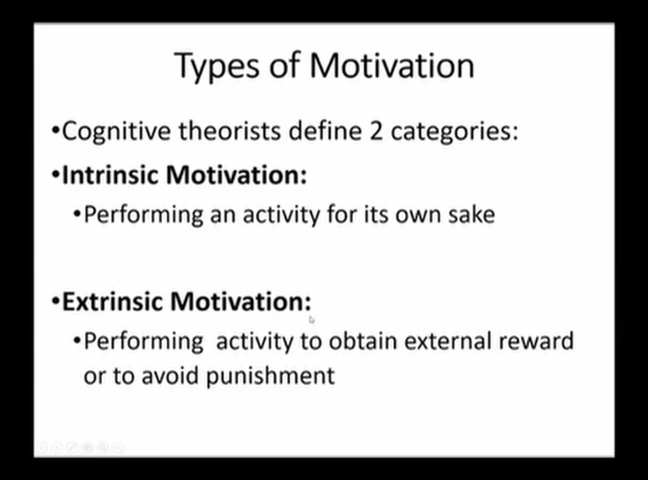 Types of Motivation
•Cognitive theorists define 2 categories:
•Intrinsic Motivation:
•Performing an activity for its own sake
•Extrinsic Motivation:
•Performing  activity to obtain external reward
or to avoid punishment